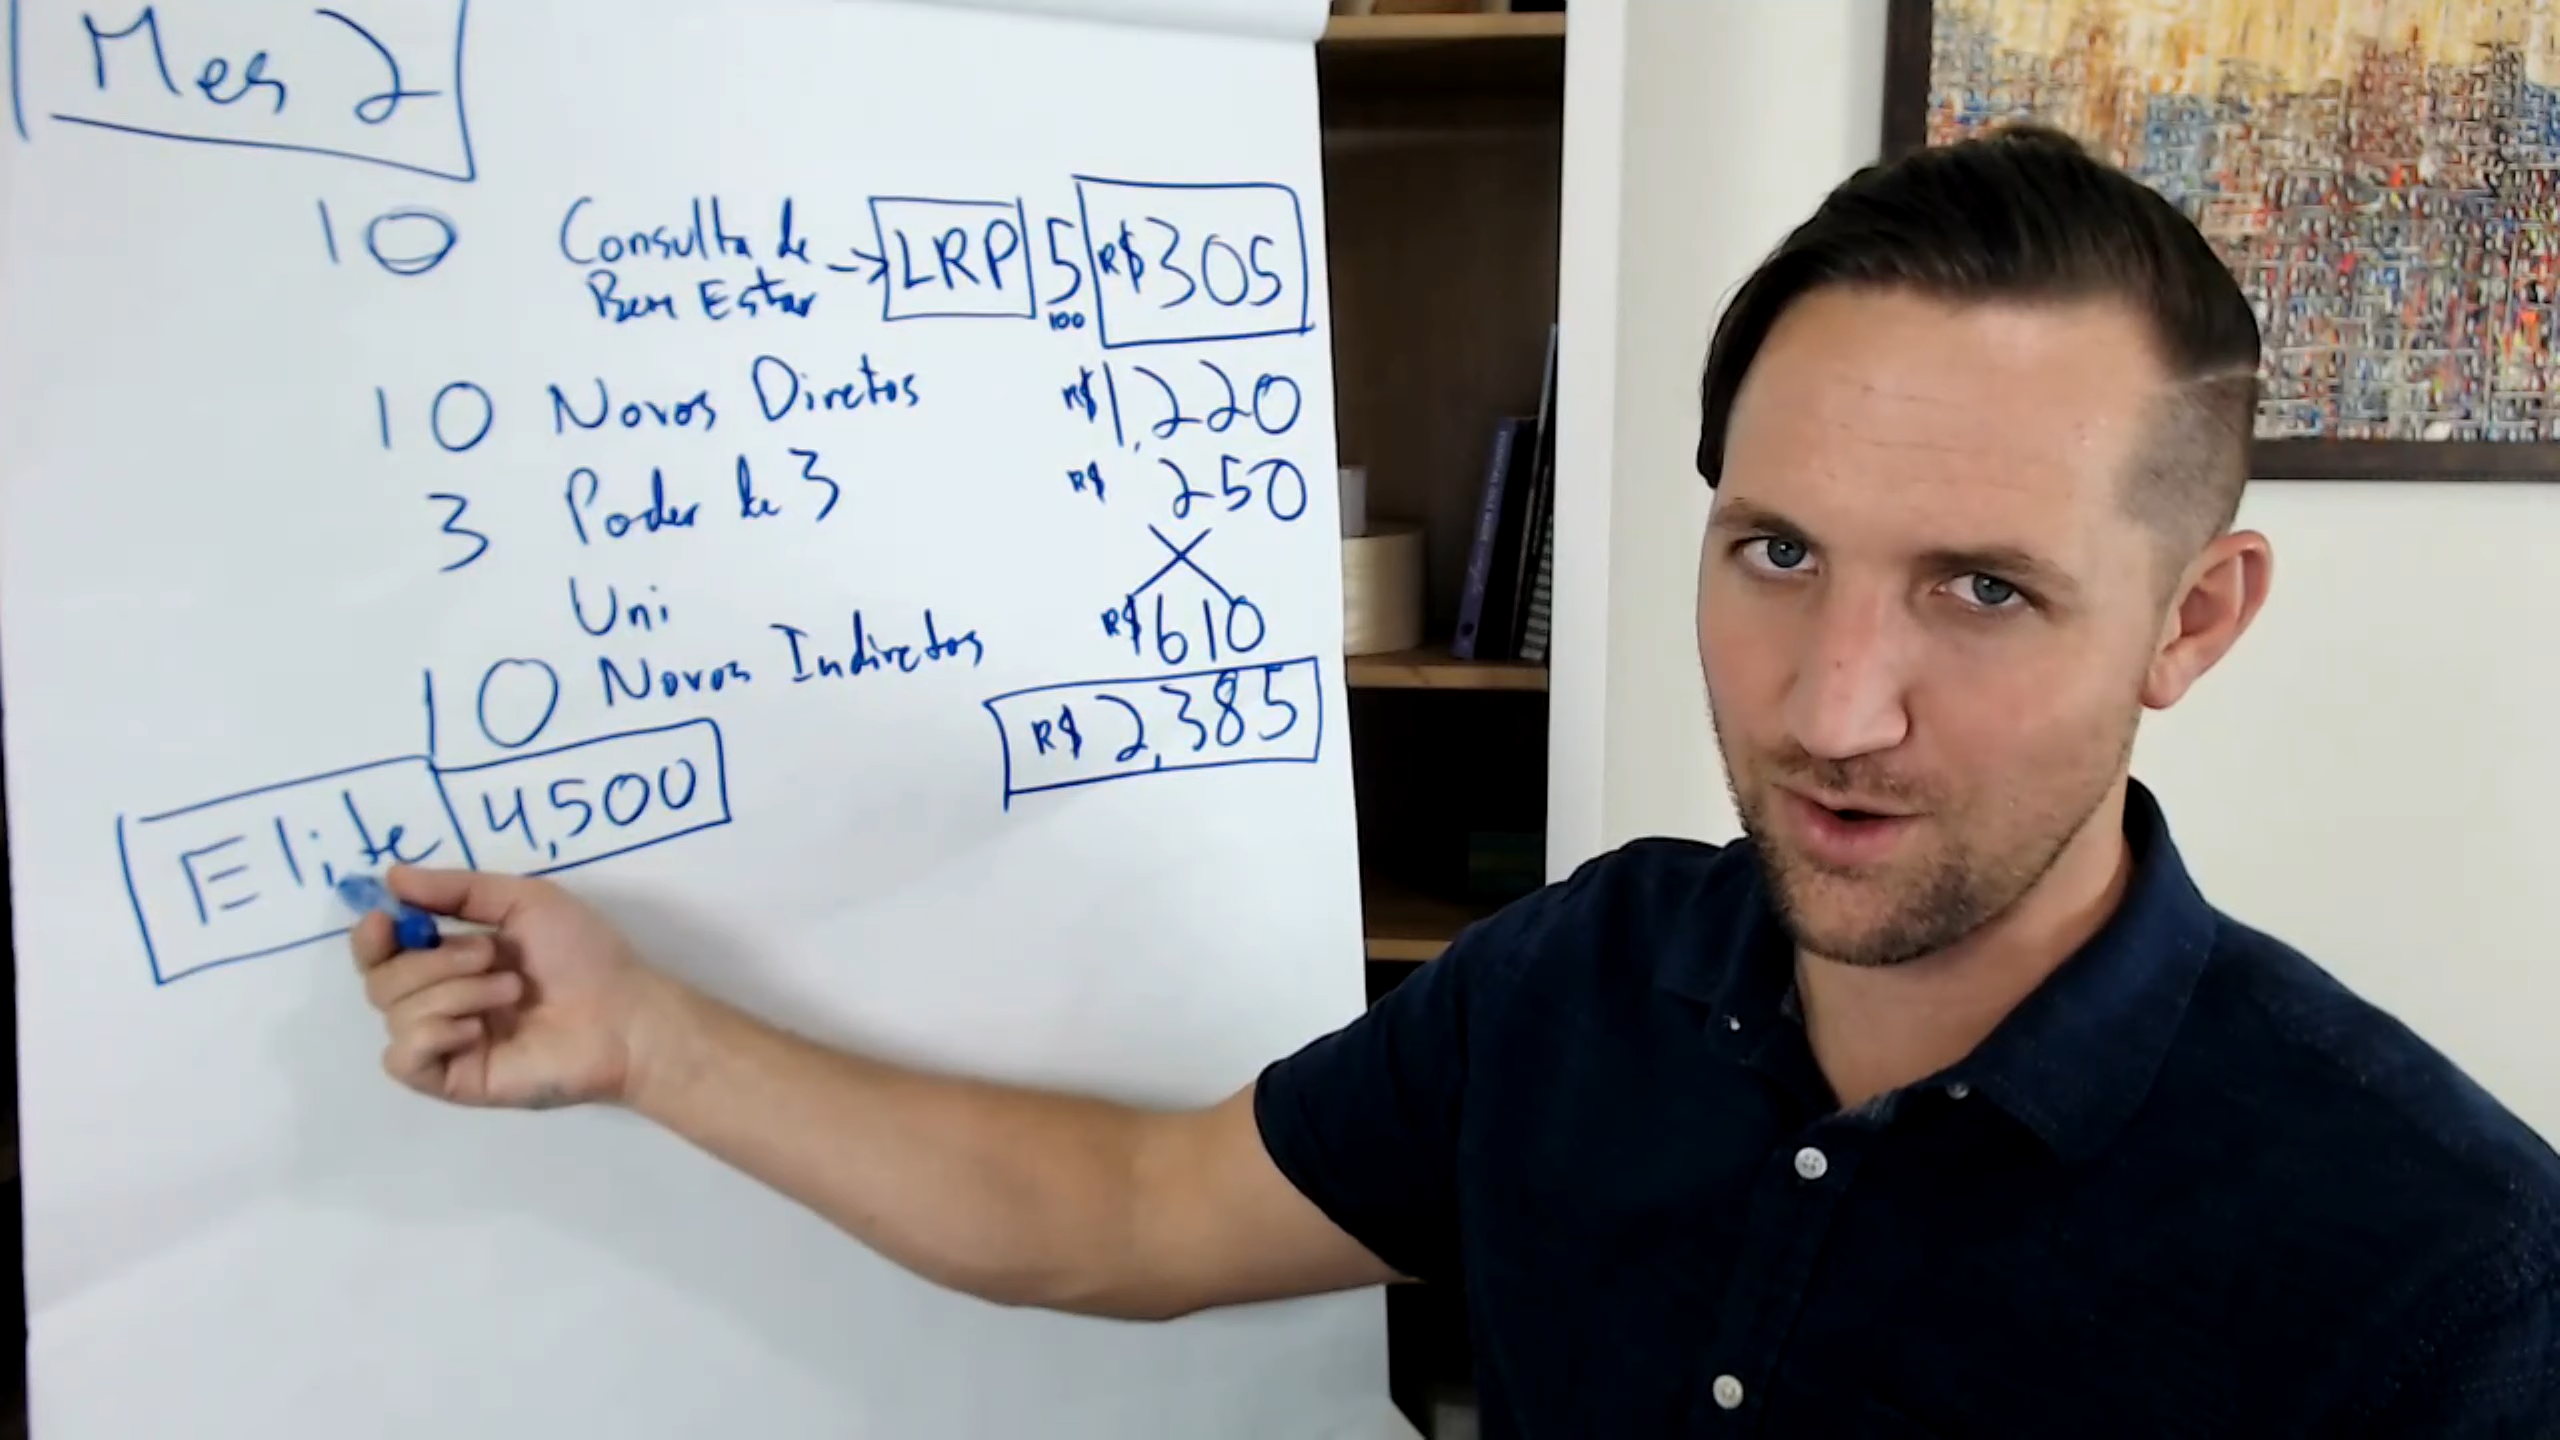 Mes 2
10 Consulta de Bem Estar → LRP 5 100 R$305
10 Novos Diretos R$1,220
3 Poder de 3 R$ 250
Uni X
10 Novos Indiretos R$610
R$ 2,385
Elite 4,500